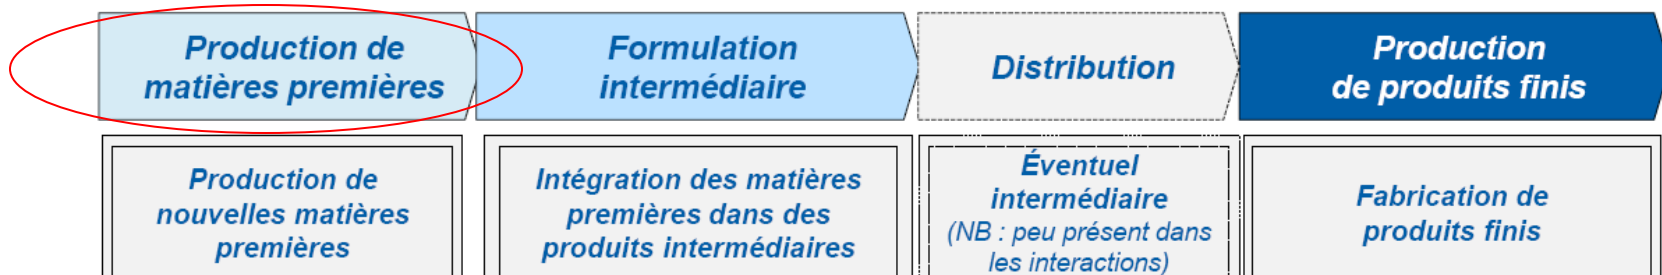 Production de
matières premières
Formulation
intermédiaire
Distribution
Production
de produits finis
Production de
nouvelles matières
premières
Intégration des matières
premières dans des
produits intermédiaires
Éventuel
intermédiaire
(NB : peu présent dans
les interactions)
Fabrication de
produits finis